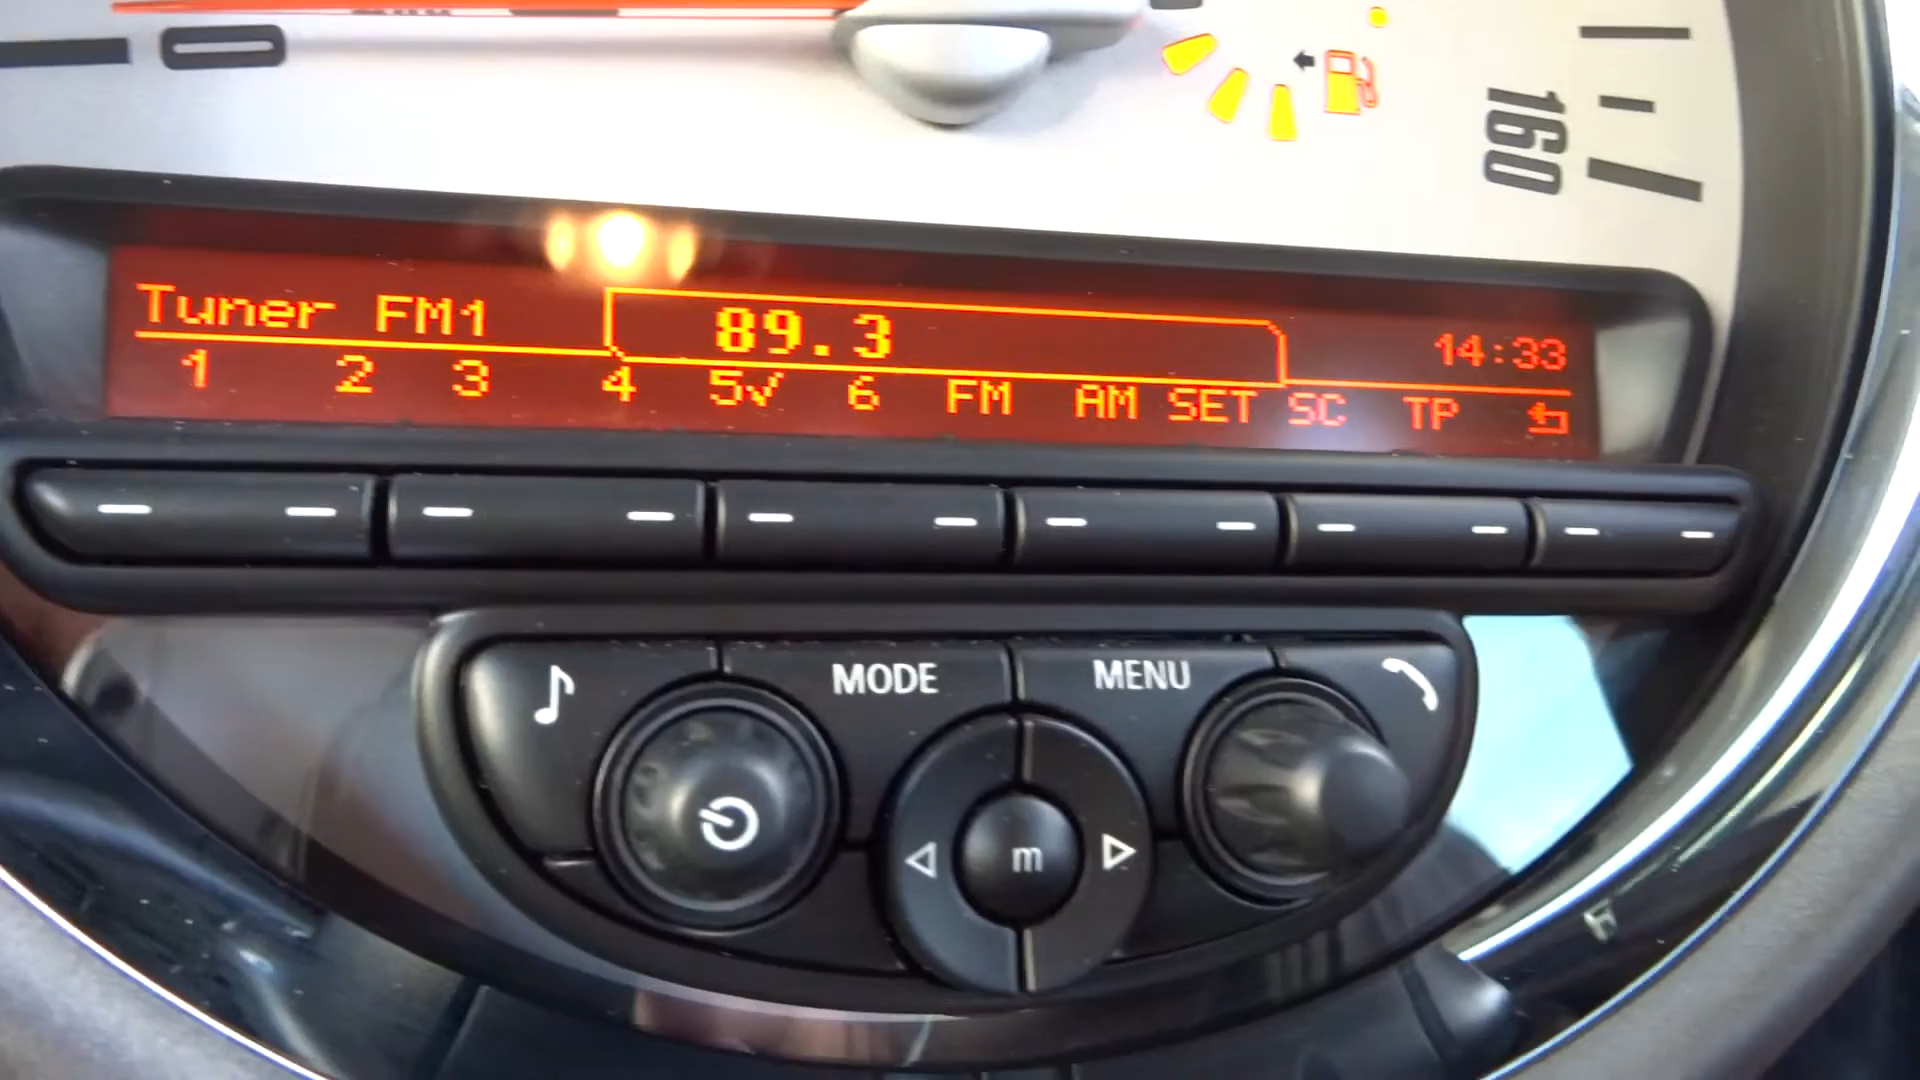 160
Tuner FM1 89.3 14:33
1 2 3 4 5✓ 6 FM AM SET SC TP
MODE MENU
m